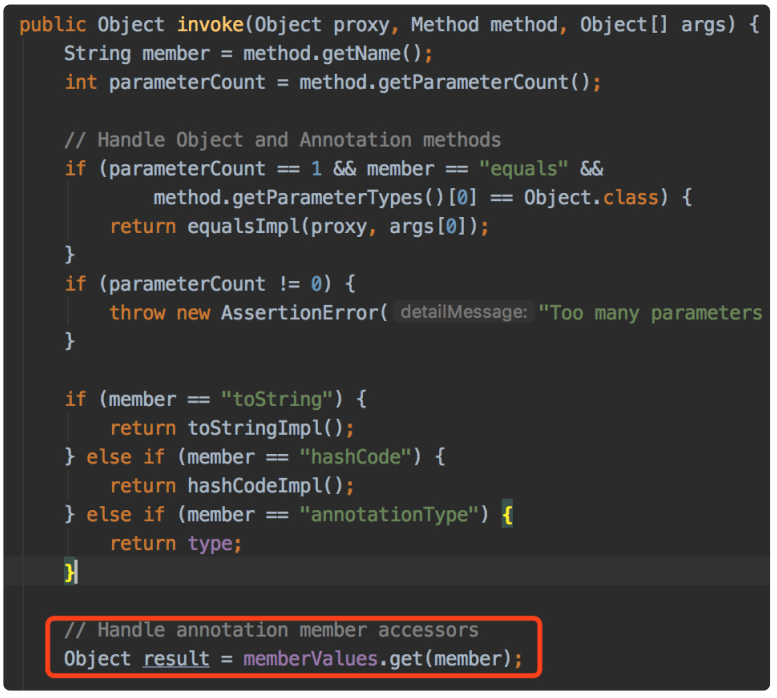 public Object invoke(Object proxy, Method method, Object[] args) {
    String member = method.getName();
    int parameterCount = method.getParameterCount();

    // Handle Object and Annotation methods
    if (parameterCount == 1 && member == "equals" &&
            method.getParameterTypes()[0] == Object.class) {
        return equalsImpl(proxy, args[0]);
    }
    if (parameterCount != 0) {
        throw new AssertionError( detailMessage: "Too many parameters
    }

    if (member == "toString") {
        return toStringImpl();
    } else if (member == "hashCode") {
        return hashCodeImpl();
    } else if (member == "annotationType") {
        return type;
    }

    // Handle annotation member accessors
    Object result = memberValues.get(member);